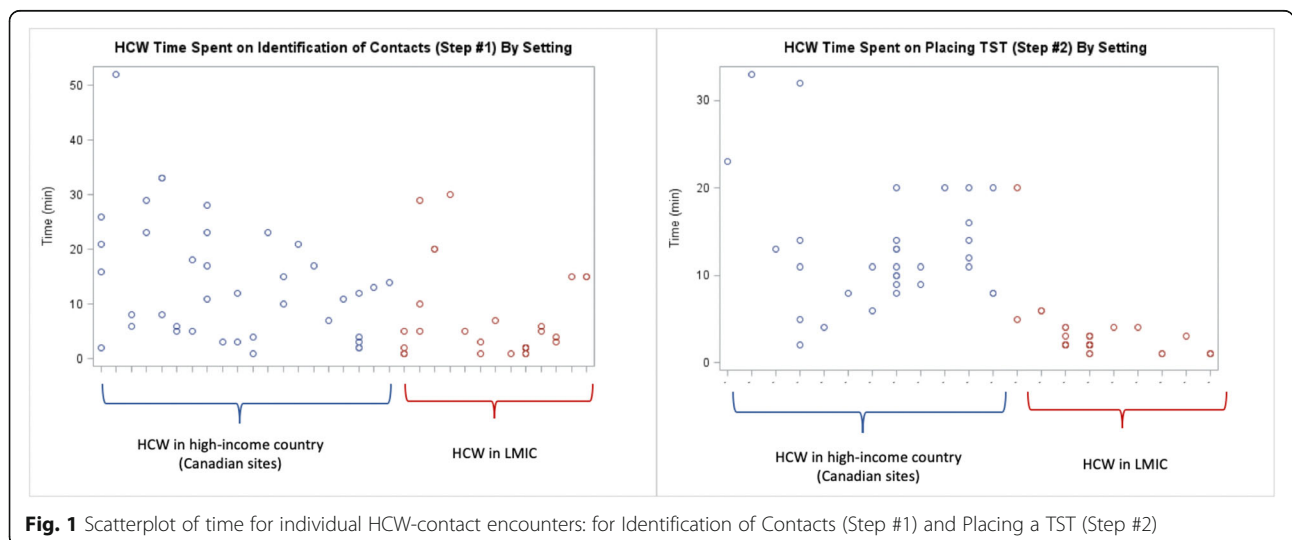 HCW Time Spent on Identification of Contacts (Step #1) By Setting
50
40
30
20
10
0
Time (min)
HCW in high-income country
(Canadian sites)
HCW in LMIC
HCW Time Spent on Placing TST (Step #2) By Setting
30
20
10
0
Time (min)
HCW in high-income country
(Canadian sites)
HCW in LMIC
Fig. 1 Scatterplot of time for individual HCW-contact encounters: for Identification of Contacts (Step #1) and Placing a TST (Step #2)